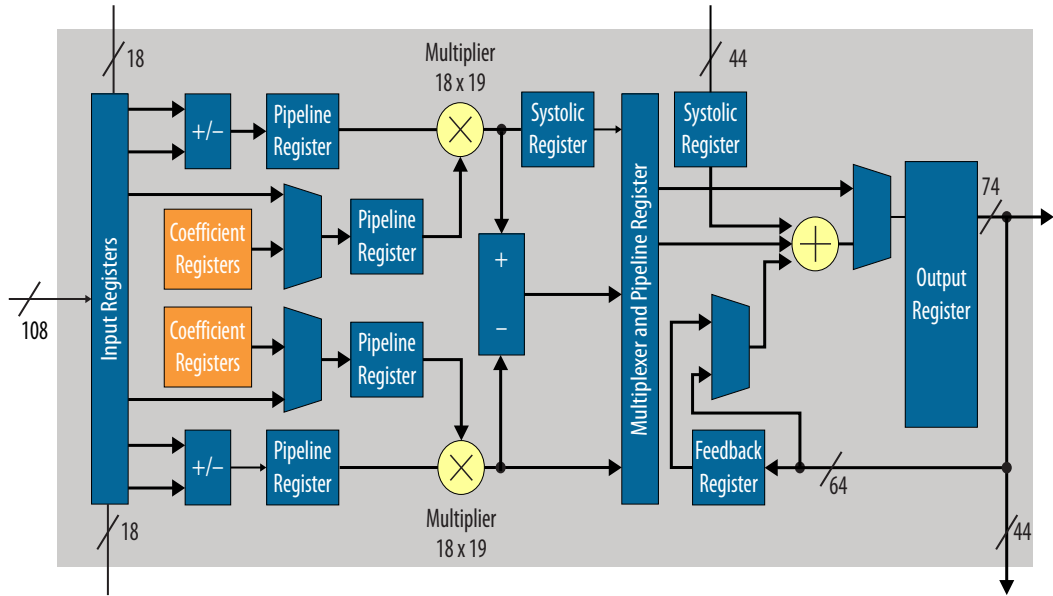 18
44
Multiplier
18 x 19
+/−
Pipeline
Register
Systolic
Register
Systolic
Register
Coefficient
Registers
Pipeline
Register
74
108
Input Registers
+
−
Multiplexer and Pipeline Register
Output
Register
Coefficient
Registers
Pipeline
Register
+/−
Pipeline
Register
Feedback
Register
64
18
Multiplier
18 x 19
44